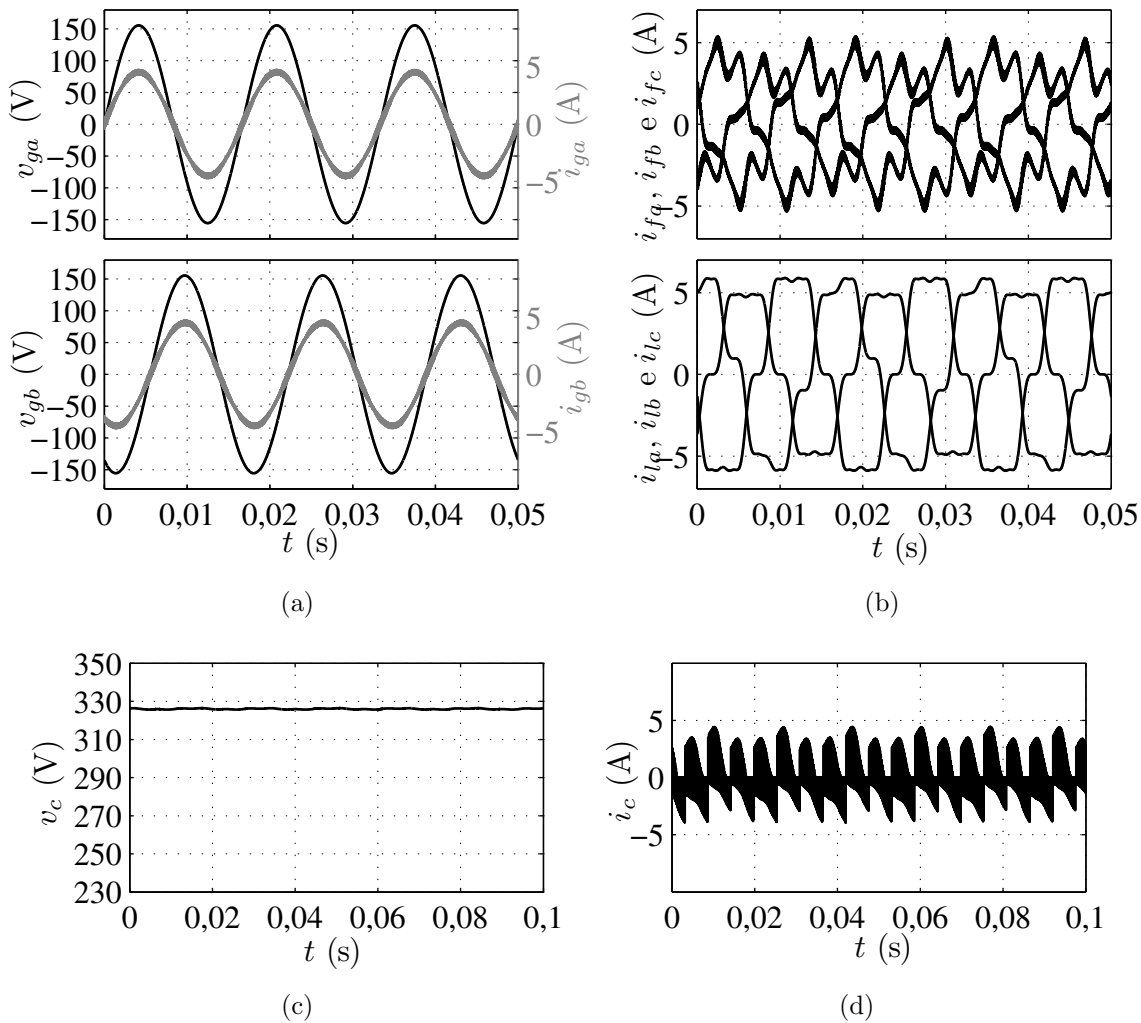 150
100
50
0
−50
−100
−150
v_ga (V)
5
0
−5
i_ga (A)
150
100
50
0
−50
−100
−150
v_gb (V)
5
0
−5
i_gb (A)
0 0,01 0,02 0,03 0,04 0,05
t (s)
(a)
5
0
−5
i_fa, i_fb e i_fc (A)
5
0
−5
i_la, i_lb e i_lc (A)
0 0,01 0,02 0,03 0,04 0,05
t (s)
(b)
350
330
310
290
270
250
230
v_c (V)
0 0,02 0,04 0,06 0,08 0,1
t (s)
(c)
5
0
−5
i_c (A)
0 0,02 0,04 0,06 0,08 0,1
t (s)
(d)